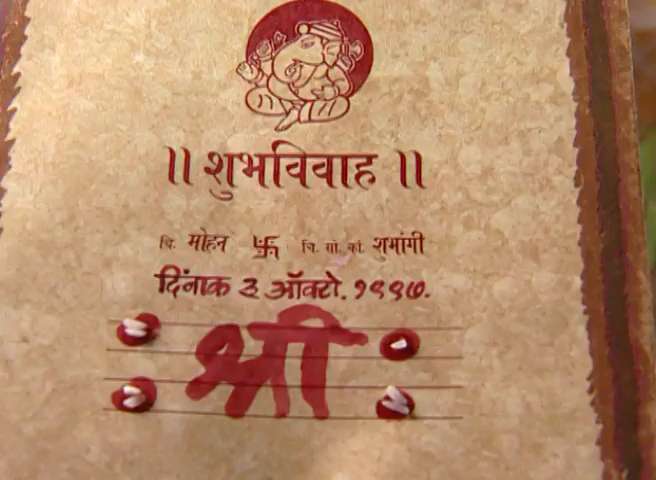 ॥ शुभविवाह ॥
चि. मोहन 卐 चि. सौ. कां. शुभांगी
दिनांक ३ ऑक्टो. १९९७.
श्री